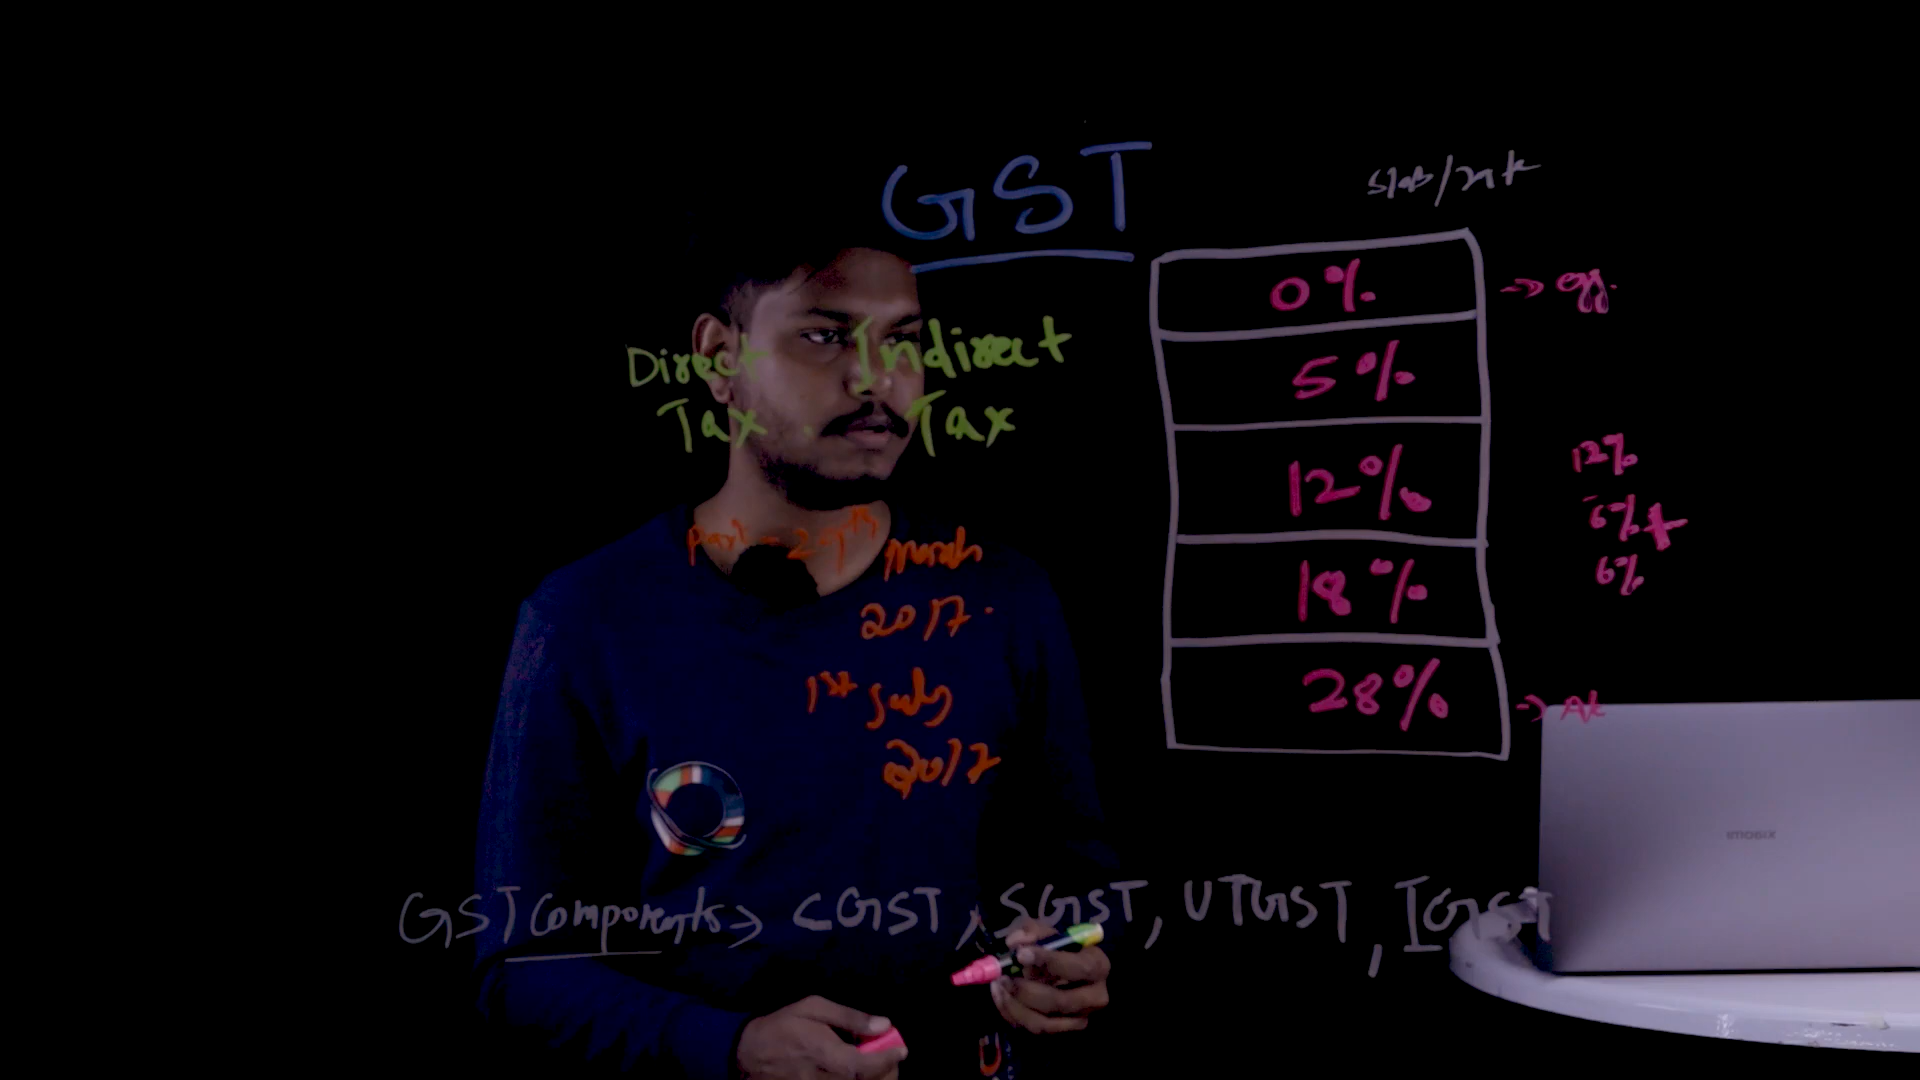 GST
slab/rate
0%
5%
12%
18%
28%
12%
6%+
6%
Direct Indirect
Tax Tax
March
2017.
1st July
2017
GST Components → CGST, SGST, UTGST, IGST